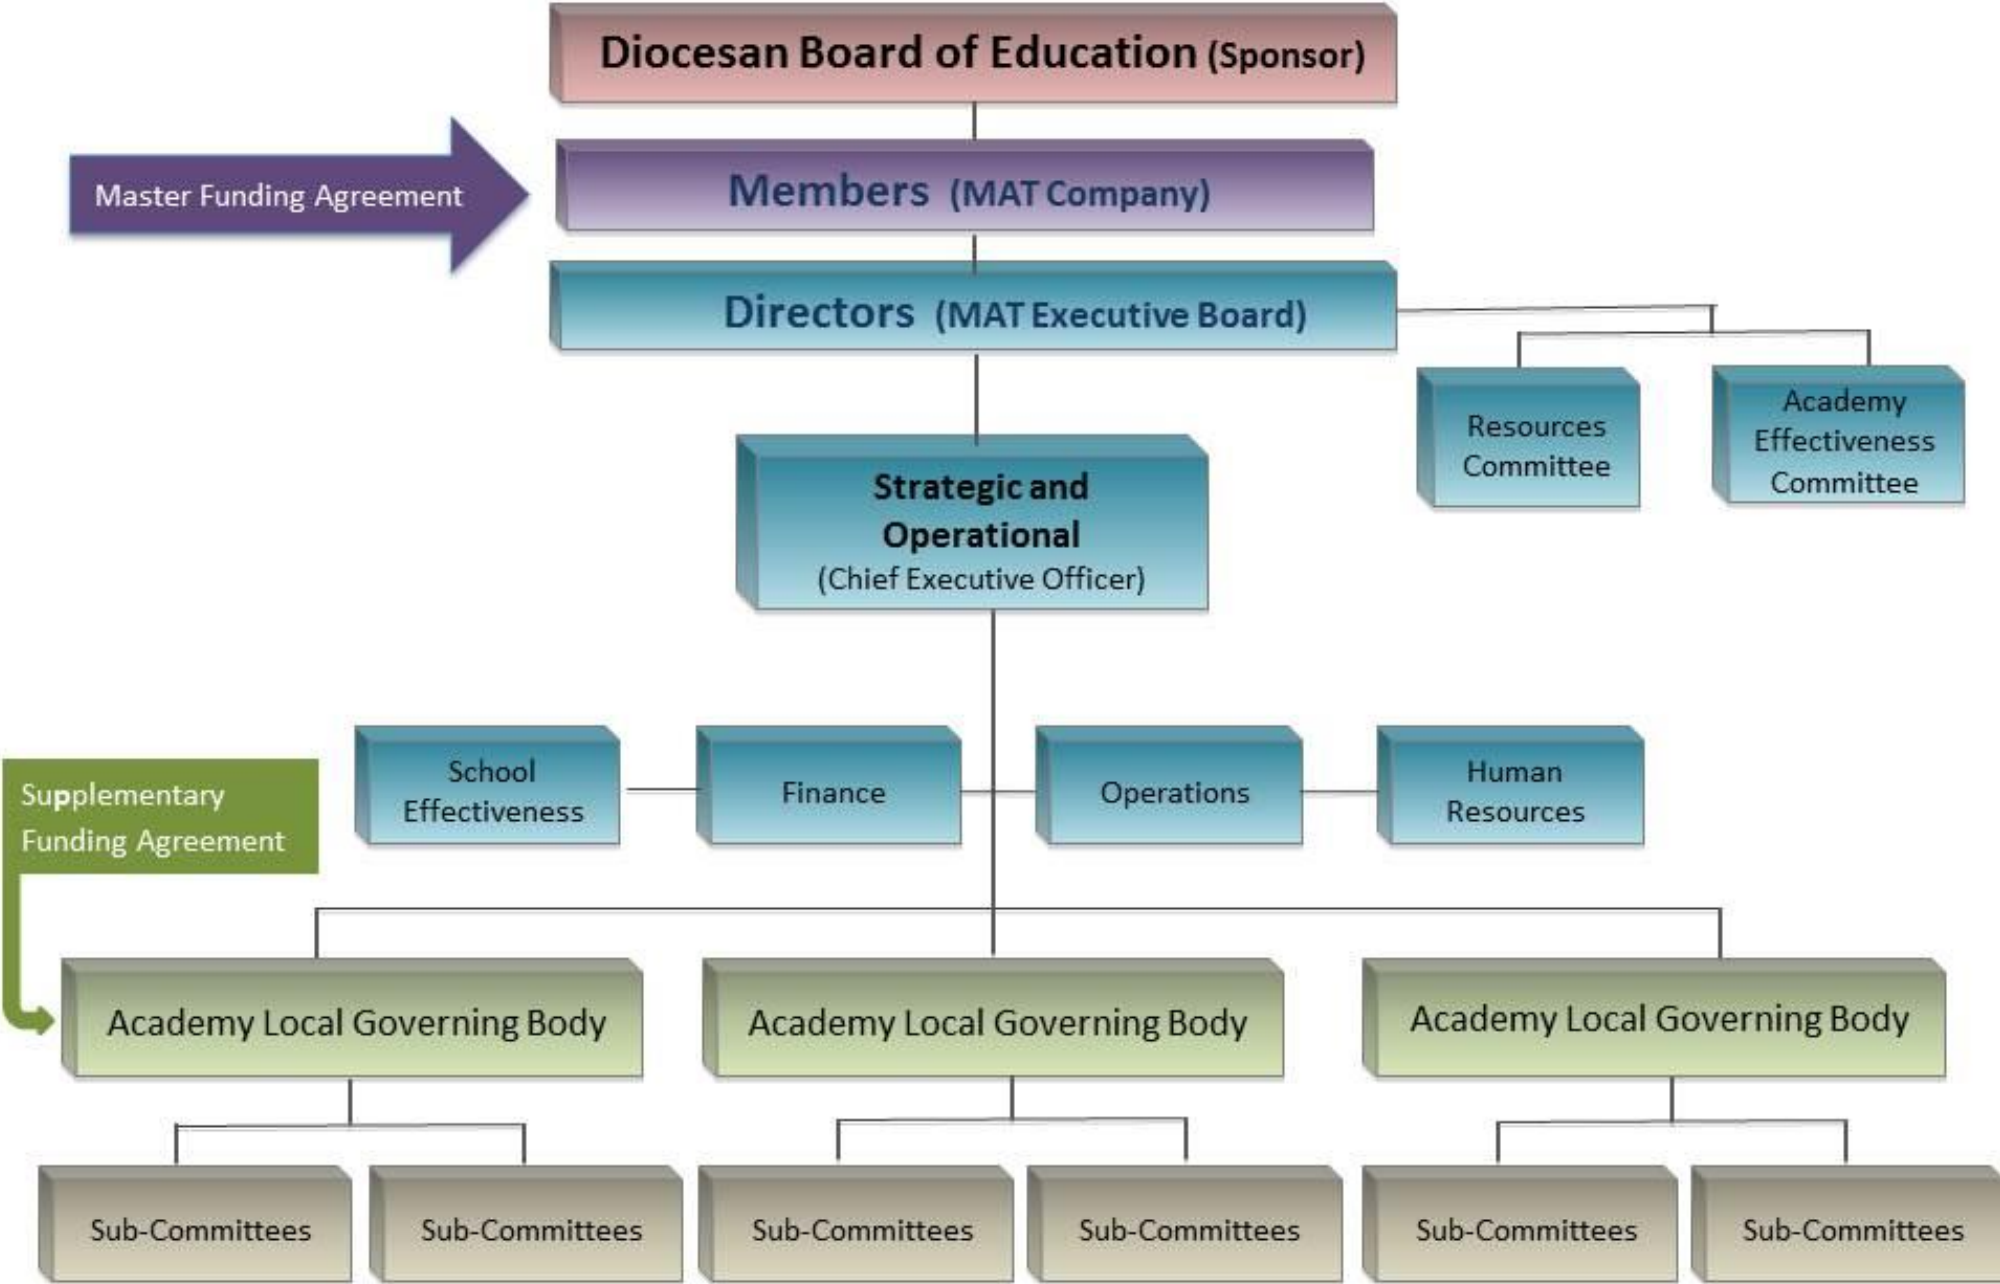 Diocesan Board of Education (Sponsor)
Master Funding Agreement
Members (MAT Company)
Directors (MAT Executive Board)
Resources
Committee
Academy
Effectiveness
Committee
Strategic and
Operational
(Chief Executive Officer)
School
Effectiveness
Finance
Operations
Human
Resources
Supplementary
Funding Agreement
Academy Local Governing Body
Academy Local Governing Body
Academy Local Governing Body
Sub-Committees
Sub-Committees
Sub-Committees
Sub-Committees
Sub-Committees
Sub-Committees